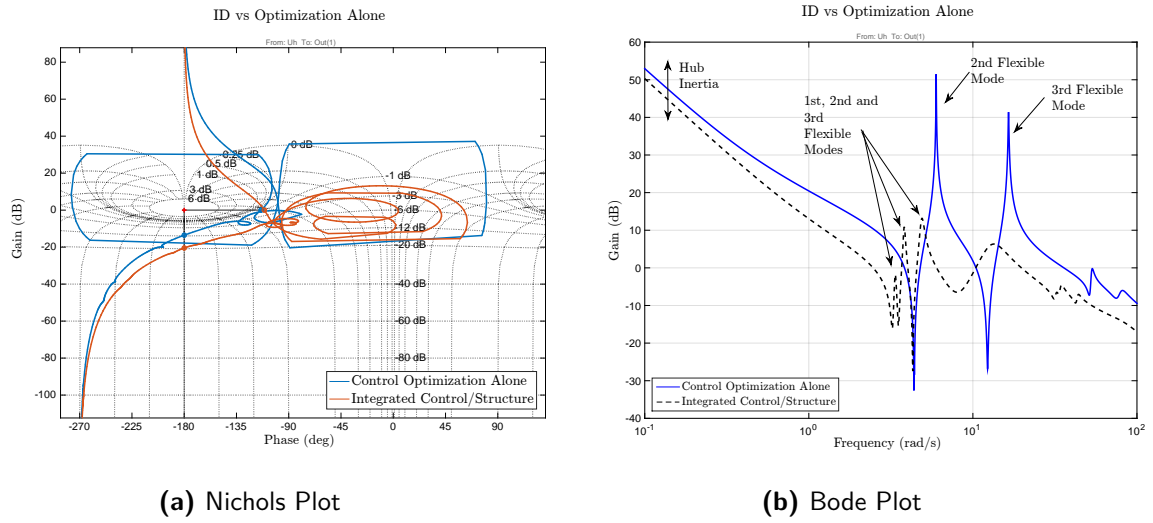 ID vs Optimization Alone
From: Uh To: Out(1)
80
60
40
20
0
-20
-40
-60
-80
-100
Gain (dB)
0 dB
0.25 dB
0.5 dB
1 dB
3 dB
6 dB
-1 dB
-3 dB
-6 dB
-12 dB
-20 dB
-40 dB
-60 dB
-80 dB
Control Optimization Alone
Integrated Control/Structure
-270
-225
-180
-135
-90
-45
0
45
90
Phase (deg)
(a) Nichols Plot
ID vs Optimization Alone
From: Uh To: Out(1)
60
50
40
30
20
10
0
-10
-20
-30
-40
Gain (dB)
Hub
Inertia
1st, 2nd and
3rd
Flexible
Modes
2nd Flexible
Mode
3rd Flexible
Mode
Control Optimization Alone
Integrated Control/Structure
10^-1
10^0
10^1
10^2
Frequency (rad/s)
(b) Bode Plot